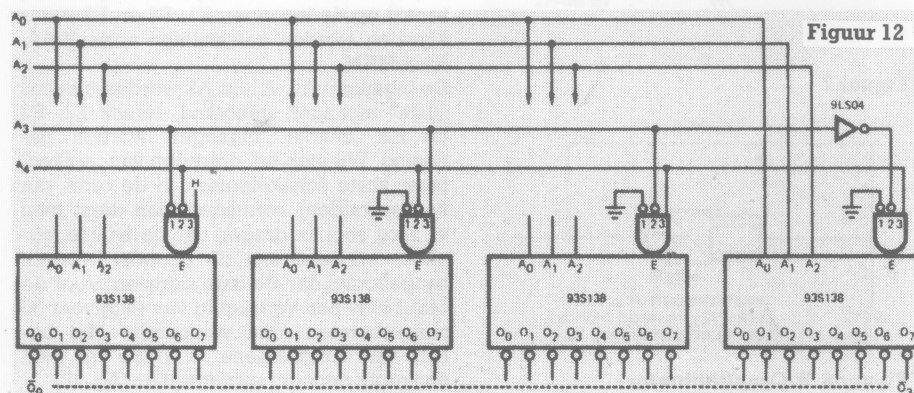 A0
A1
Figuur 12
A2
9LS04
A3
A4
H
1 2 3
1 2 3
1 2 3
1 2 3
A0 A1 A2 E
A0 A1 A2 E
A0 A1 A2 E
A0 A1 A2 E
93S138
93S138
93S138
93S138
O0 O1 O2 O3 O4 O5 O6 O7
O0 O1 O2 O3 O4 O5 O6 O7
O0 O1 O2 O3 O4 O5 O6 O7
O0 O1 O2 O3 O4 O5 O6 O7